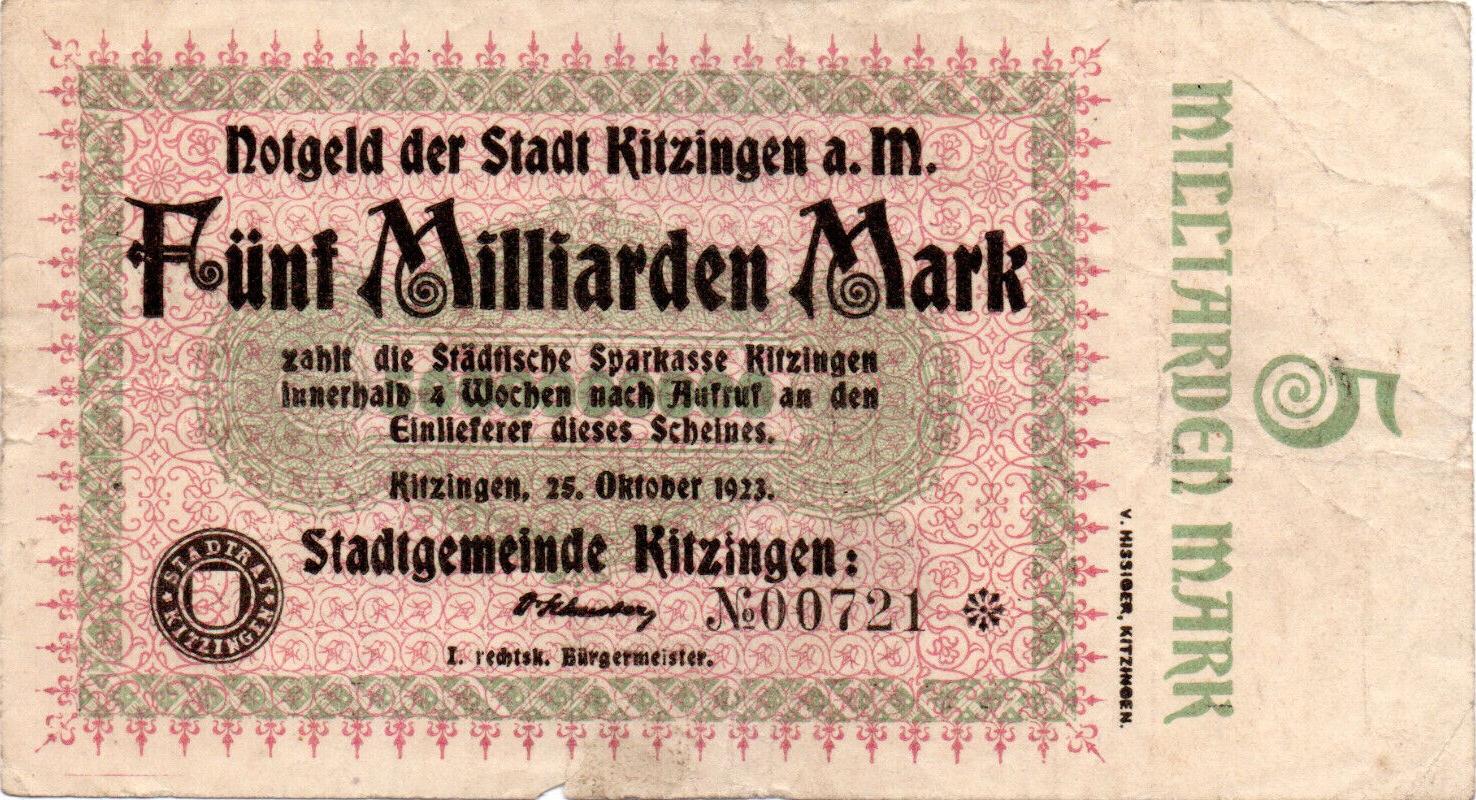 Notgeld der Stadt Kitzingen a. M.
Fünf Milliarden Mark
zahlt die Städtische Sparkasse Kitzingen
innerhalb 4 Wochen nach Aufruf an den
Einlieferer dieses Scheines.
Kitzingen, 25. Oktober 1923.
Stadtgemeinde Kitzingen:
№00721
I. rechtsk. Bürgermeister.
STADTRAT KITZINGEN
V. HISSIGER, KITZINGEN.
MILLIARDEN MARK
5